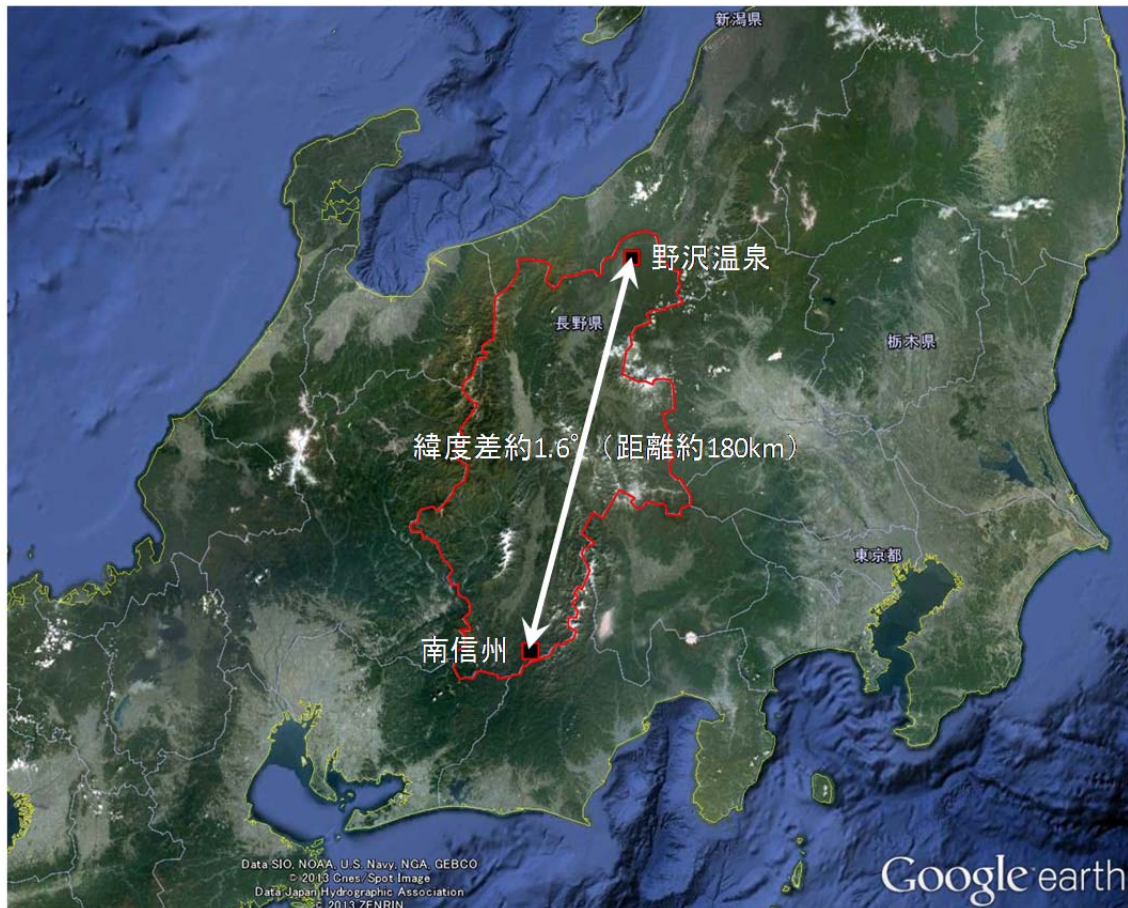 新潟県
野沢温泉
長野県
栃木県
緯度差約1.6°（距離約180km）
東京都
南信州
Data SIO, NOAA, U.S. Navy, NGA, GEBCO
© 2013 Cnes/Spot Image
Data Japan Hydrographic Association
© 2013 ZENRIN
Google earth